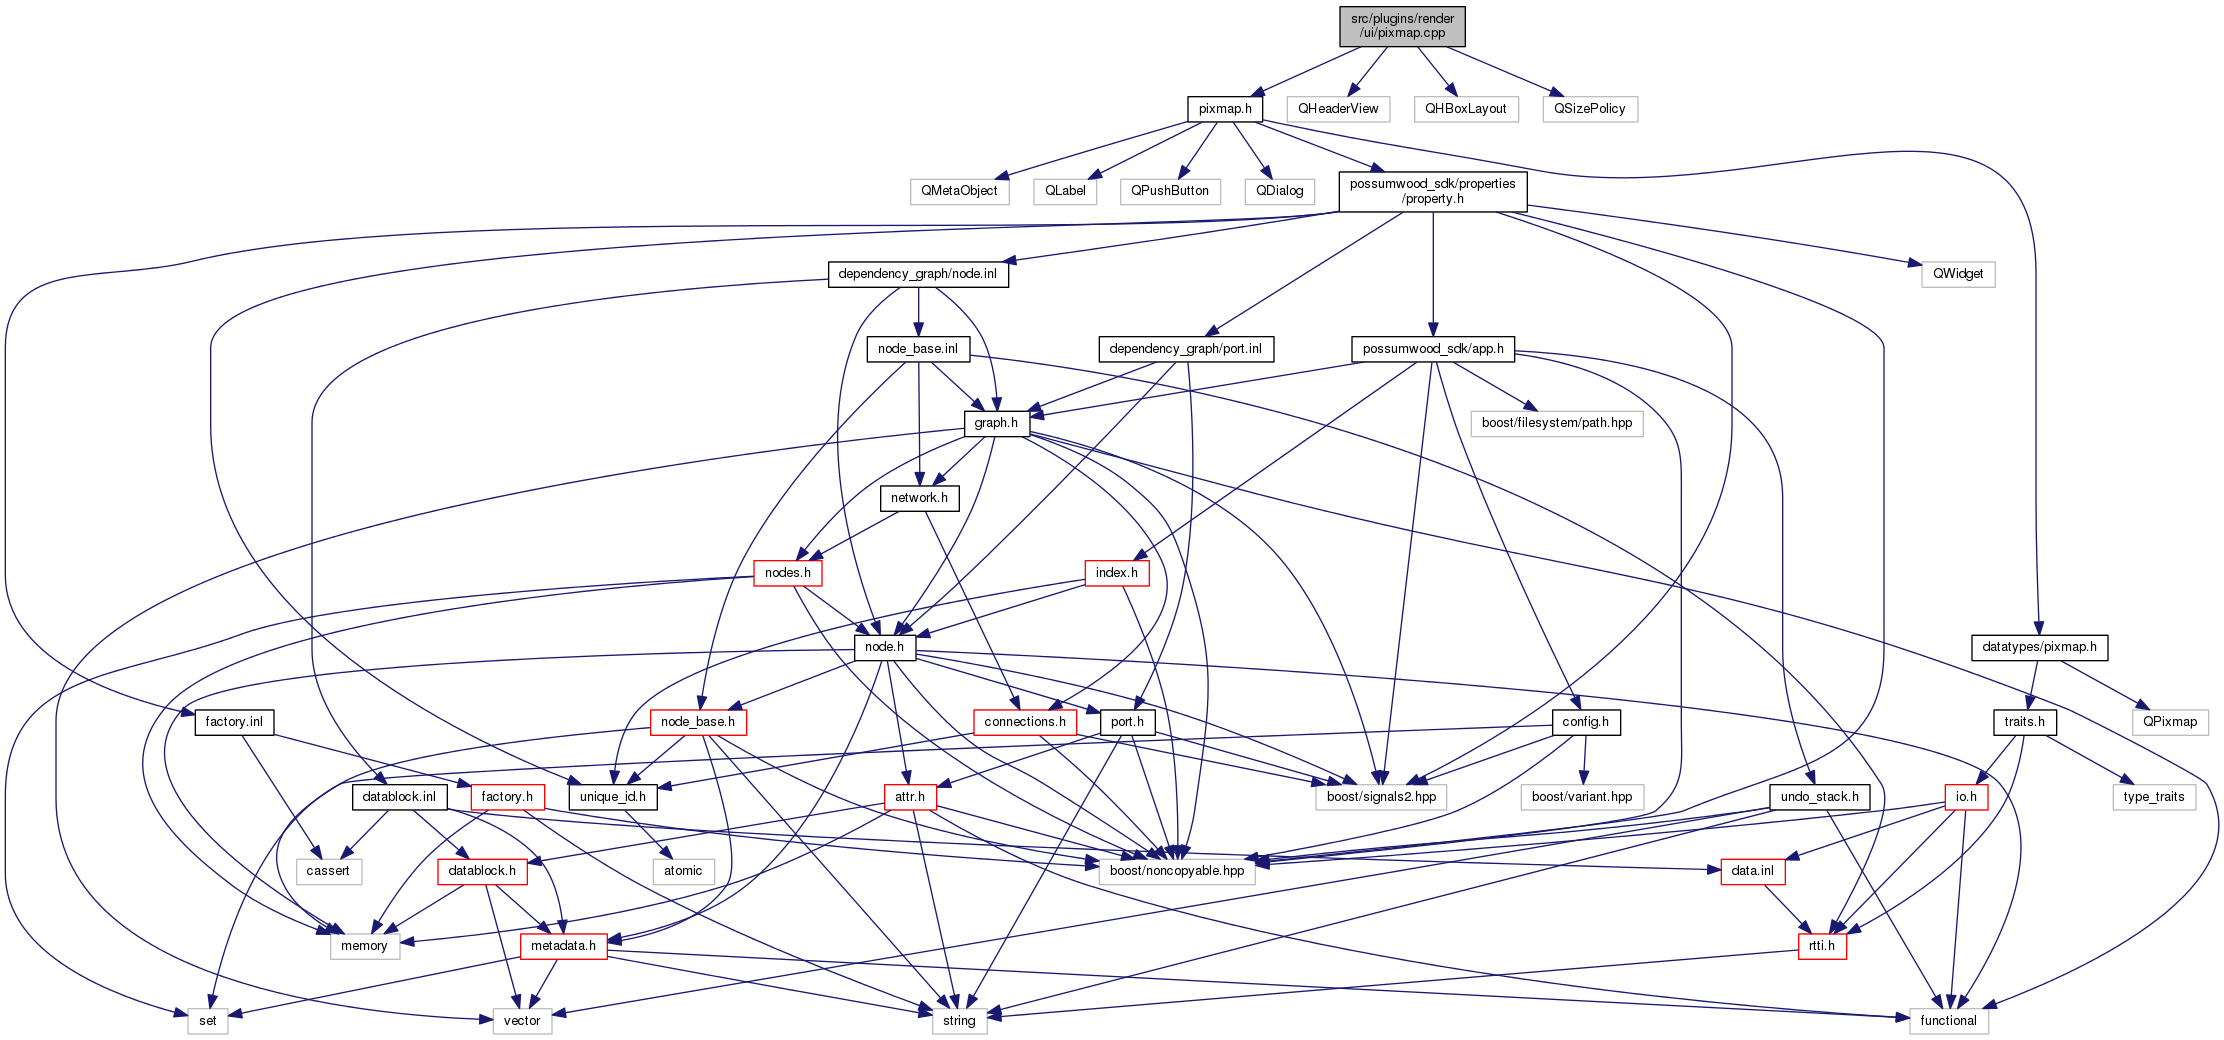 src/plugins/render
/ui/pixmap.cpp
pixmap.h
QHeaderView
QHBoxLayout
QSizePolicy
QMetaObject
QLabel
QPushButton
QDialog
possumwood_sdk/properties
/property.h
dependency_graph/node.inl
QWidget
node_base.inl
dependency_graph/port.inl
possumwood_sdk/app.h
graph.h
boost/filesystem/path.hpp
network.h
nodes.h
index.h
node.h
datatypes/pixmap.h
factory.inl
node_base.h
connections.h
port.h
config.h
traits.h
QPixmap
datablock.inl
factory.h
unique_id.h
attr.h
boost/signals2.hpp
boost/variant.hpp
undo_stack.h
io.h
type_traits
cassert
datablock.h
atomic
boost/noncopyable.hpp
data.inl
memory
metadata.h
rtti.h
set
vector
string
functional